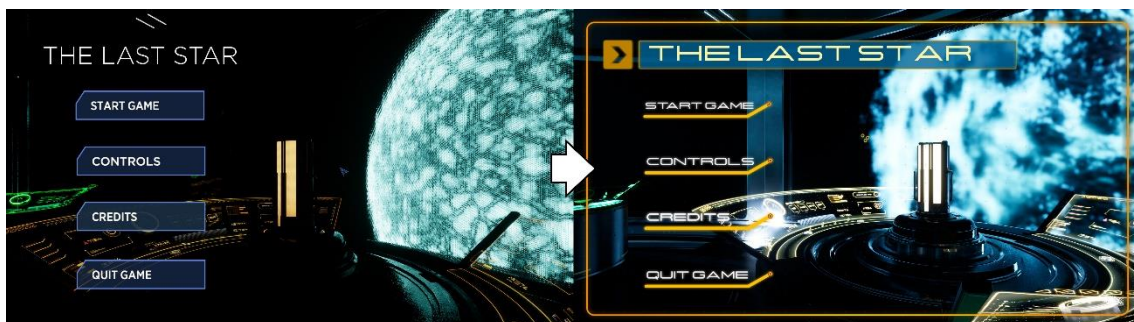 THE LAST STAR
START GAME
CONTROLS
CREDITS
QUIT GAME
THE LAST STAR
START GAME
CONTROLS
CREDITS
QUIT GAME